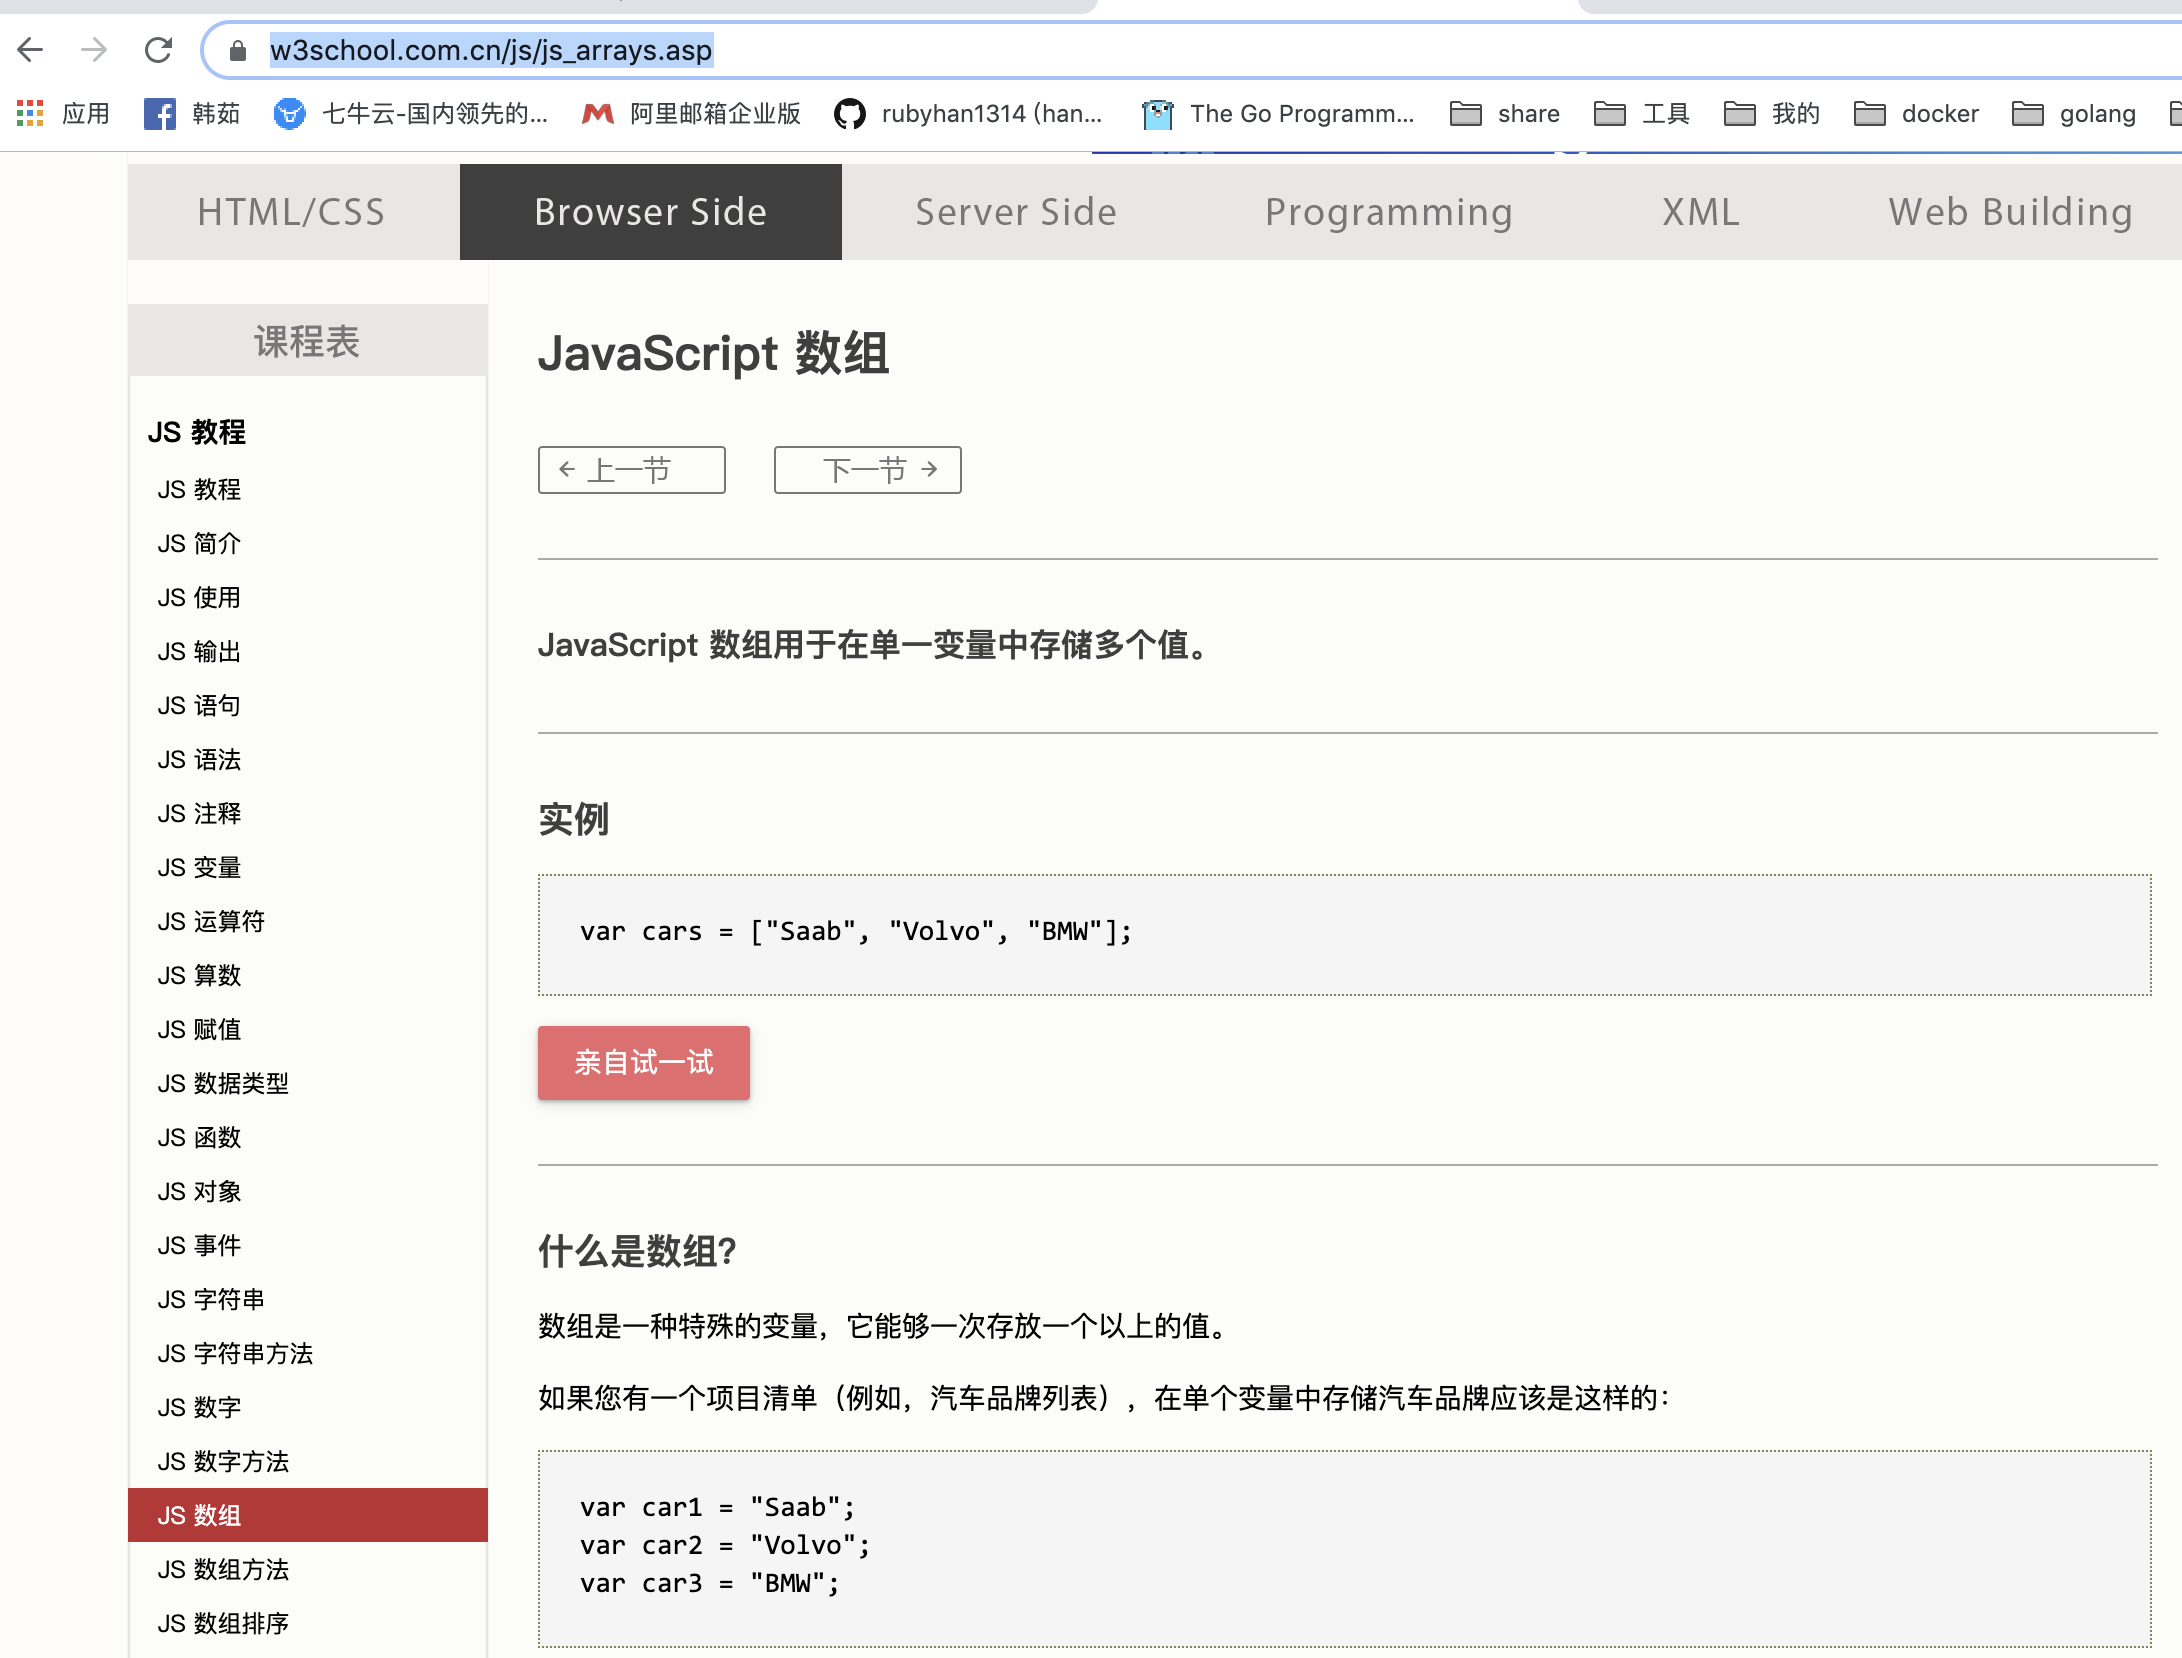 w3school.com.cn/js/js_arrays.asp
应用
韩茹
七牛云-国内领先的...
阿里邮箱企业版
rubyhan1314 (han...
The Go Programm...
share
工具
我的
docker
golang
HTML/CSS
Browser Side
Server Side
Programming
XML
Web Building
课程表
JS 教程
JS 教程
JS 简介
JS 使用
JS 输出
JS 语句
JS 语法
JS 注释
JS 变量
JS 运算符
JS 算数
JS 赋值
JS 数据类型
JS 函数
JS 对象
JS 事件
JS 字符串
JS 字符串方法
JS 数字
JS 数字方法
JS 数组
JS 数组方法
JS 数组排序
JavaScript 数组
← 上一节
下一节 →
JavaScript 数组用于在单一变量中存储多个值。
实例
var cars = ["Saab", "Volvo", "BMW"];
亲自试一试
什么是数组?
数组是一种特殊的变量，它能够一次存放一个以上的值。
如果您有一个项目清单（例如，汽车品牌列表），在单个变量中存储汽车品牌应该是这样的：
var car1 = "Saab";
var car2 = "Volvo";
var car3 = "BMW";